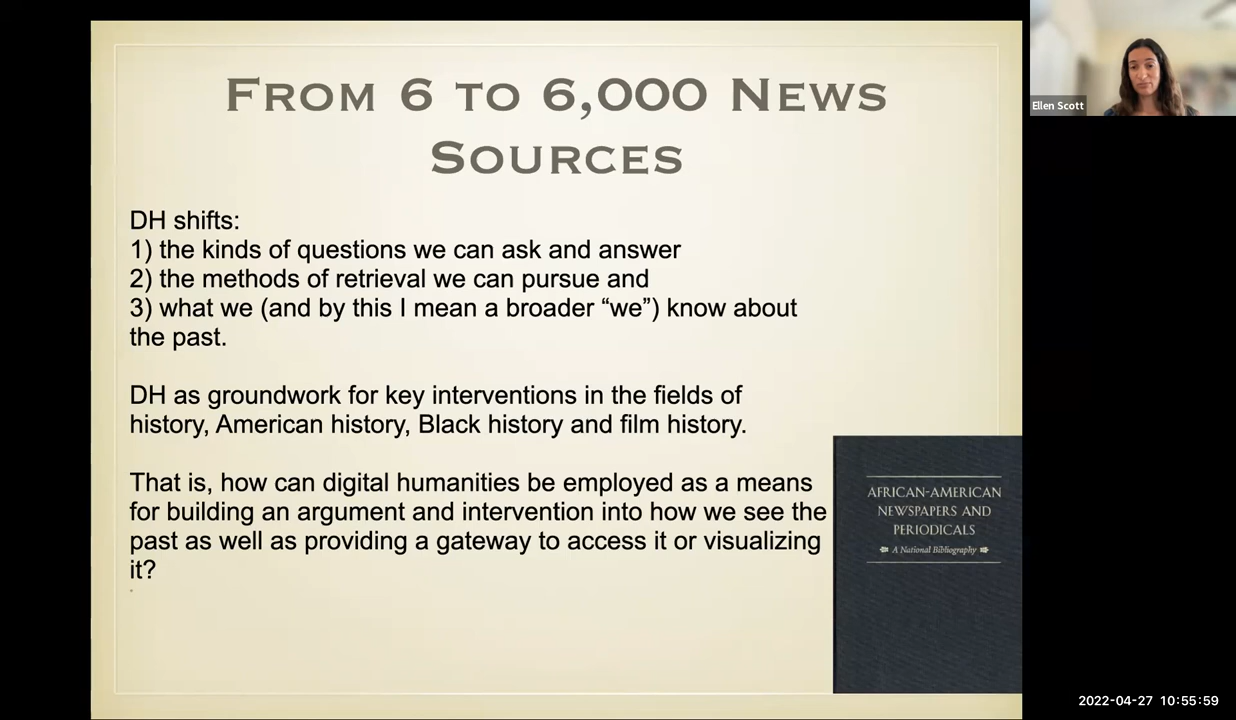 From 6 to 6,000 News
Sources
DH shifts:
1) the kinds of questions we can ask and answer
2) the methods of retrieval we can pursue and
3) what we (and by this I mean a broader “we”) know about
the past.
DH as groundwork for key interventions in the fields of
history, American history, Black history and film history.
That is, how can digital humanities be employed as a means
for building an argument and intervention into how we see the
past as well as providing a gateway to access it or visualizing
it?
AFRICAN-AMERICAN
NEWSPAPERS AND
PERIODICALS
A National Bibliography
Ellen Scott
2022-04-27 10:55:59